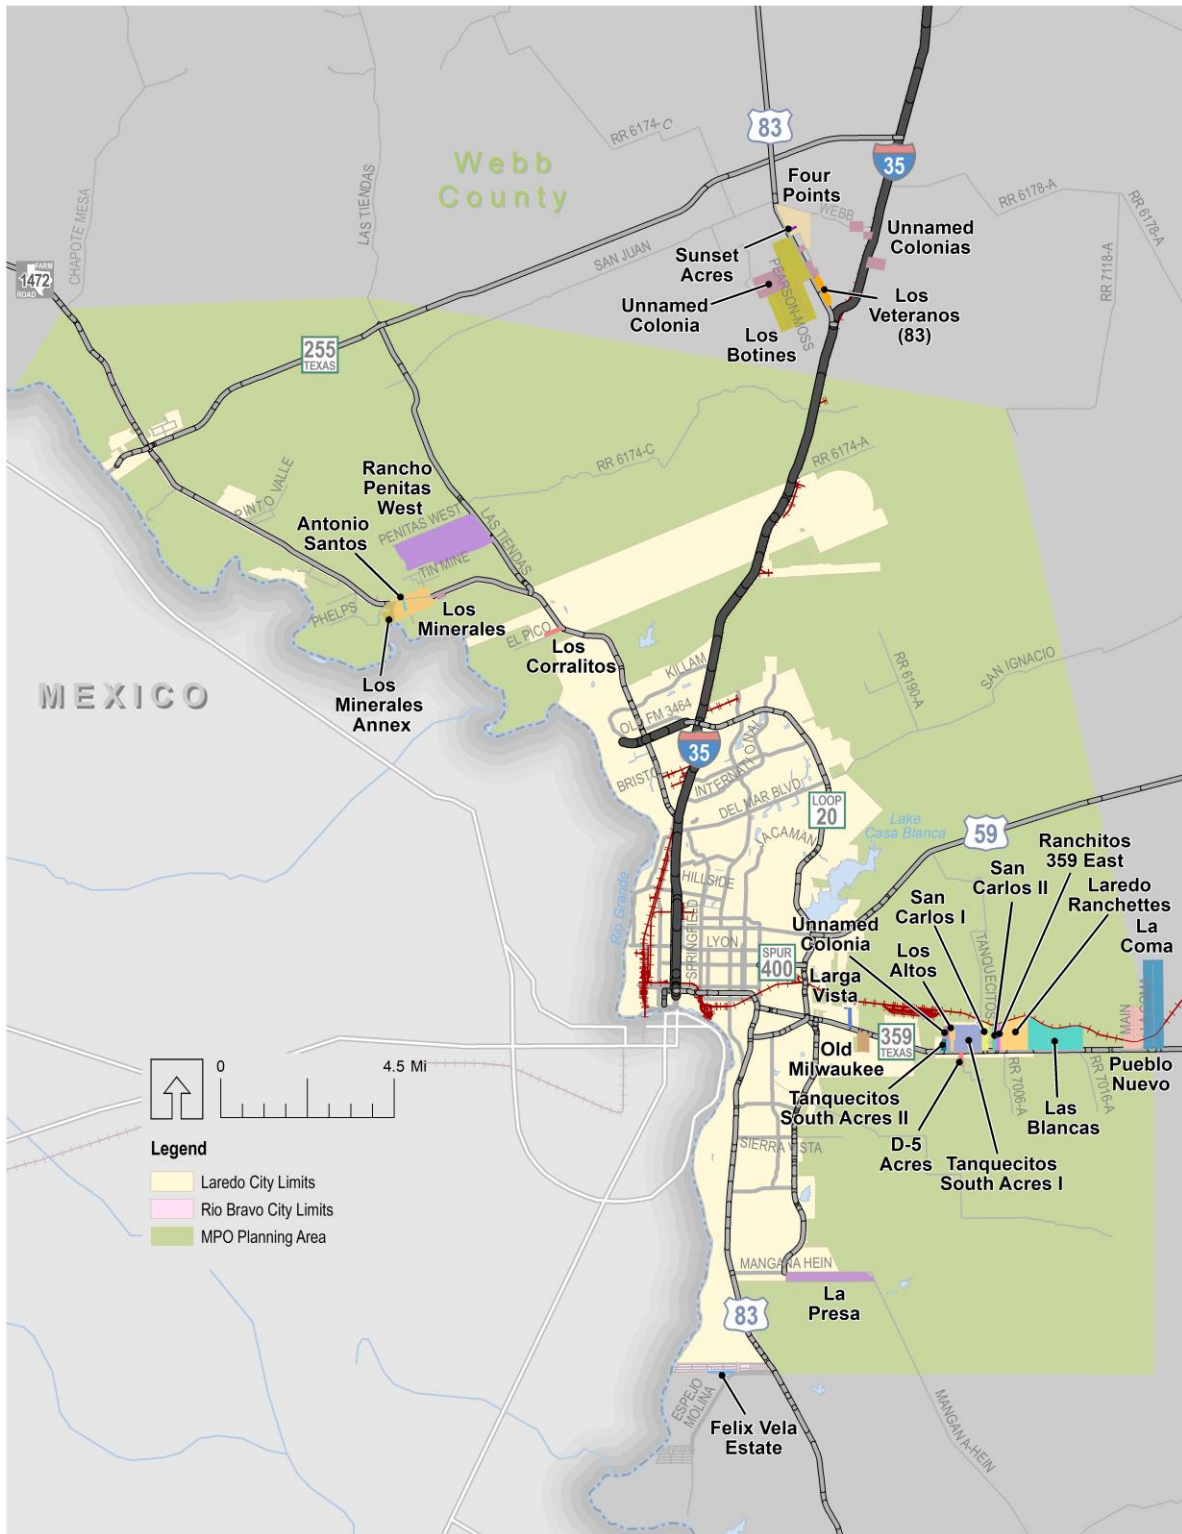 83
RR 6174-C
Webb
County
35
Four
Points
RR 6178-A
RR 6178-A
CHAPOTE MESA
LAS TIENDAS
WEBB
Unnamed
Colonias
SAN JUAN
Sunset
Acres
RR 7118-A
FARM
1472
ROAD
PEARSON-MOSS
Unnamed
Colonia
Los
Veteranos
(83)
Los
Botines
255
TEXAS
RR 6174-C
RR 6174-A
Rancho
Penitas
West
PINTO VALLE
Antonio
Santos
PENITAS WEST
LAS TIENDAS
TIN MINE
PHELPS
Los
Minerales
EL PICO
Los
Corralitos
Los
Minerales
Annex
MEXICO
KILLAM
RR 6190-A
SAN IGNACIO
OLD FM 3464
35
INTERNATIONAL
BRISTO
DEL MAR BLVD
LOOP
20
JACAMAN
Lake
Casa Blanca
59
Ranchitos
359 East
San
Carlos II
Laredo
Ranchettes
San
Carlos I
La
Coma
Rio Grande
HILLSIDE
SPRINGFIELD
LYON
Unnamed
Colonia
Los
Altos
TANQUECITOS
SPUR
400
Larga
Vista
MAIN
LA COMA
359
TEXAS
Old
Milwaukee
Pueblo
Nuevo
Tanquecitos
South Acres II
RR 7006-A
RR 7016-A
Las
Blancas
D-5
Acres
Tanquecitos
South Acres I
SIERRA VISTA
0
4.5 Mi
Legend
Laredo City Limits
Rio Bravo City Limits
MPO Planning Area
MANGANA HEIN
La
Presa
83
ESPEJO
MOLINA
Felix Vela
Estate
MANGANA-HEIN